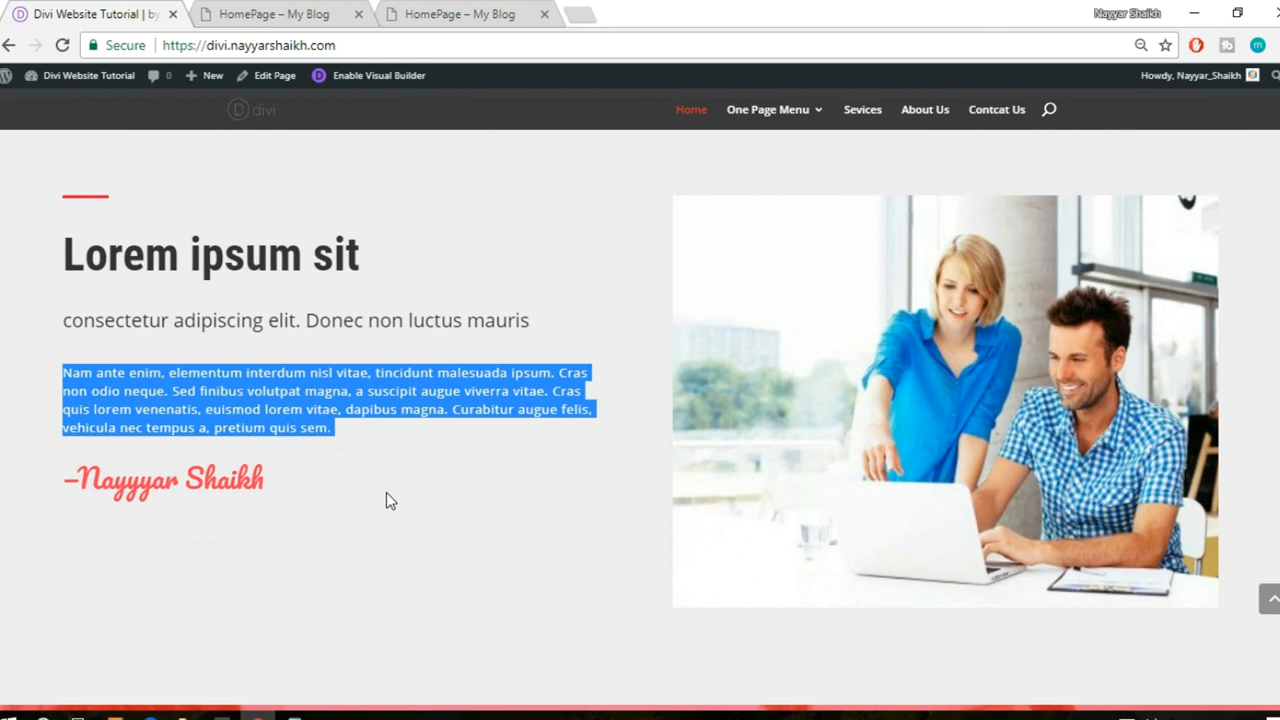 Divi Website Tutorial | by
HomePage – My Blog
HomePage – My Blog
Nayyar Shaikh
Secure
https://divi.nayyarshaikh.com
Divi Website Tutorial
0
New
Edit Page
Enable Visual Builder
Howdy, Nayyar_Shaikh
D divi
Home
One Page Menu
Sevices
About Us
Contcat Us
Lorem ipsum sit
consectetur adipiscing elit. Donec non luctus mauris
Nam ante enim, elementum interdum nisl vitae, tincidunt malesuada ipsum. Cras
non odio neque. Sed finibus volutpat magna, a suscipit augue viverra vitae. Cras
quis lorem venenatis, euismod lorem vitae, dapibus magna. Curabitur augue felis,
vehicula nec tempus a, pretium quis sem.
–Nayyyar Shaikh